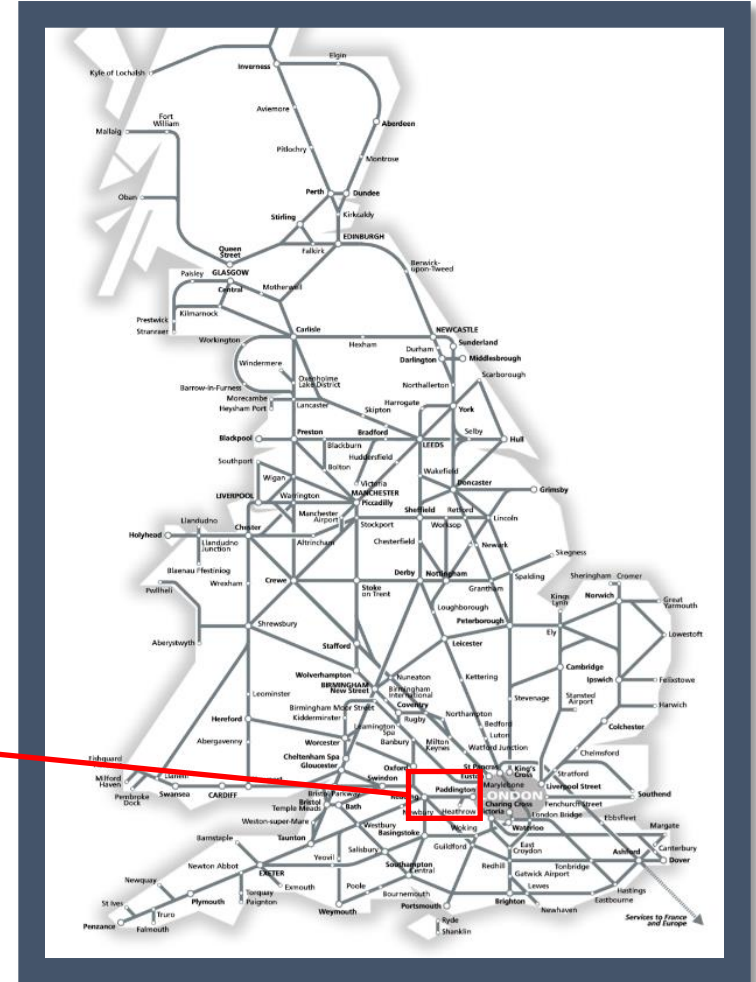 Elgin
Inverness
Kyle of Lochalsh
Aviemore
Fort
William
Mallaig
Aberdeen
Pitlochry
Montrose
Perth
Dundee
Oban
Kirkcaldy
Stirling
EDINBURGH
Queen
Street
Falkirk
Berwick-
upon-Tweed
GLASGOW
Paisley
Central
Motherwell
Prestwick
Kilmarnock
Stranraer
Carlisle
NEWCASTLE
Workington
Hexham
Sunderland
Durham
Darlington
Middlesbrough
Windermere
Scarborough
Oxenholme
Lake District
Barrow-in-Furness
Northallerton
Morecambe
Heysham Port
Lancaster
Harrogate
Skipton
York
Preston
Bradford
Selby
Blackpool
Blackburn
LEEDS
Hull
Huddersfield
Southport
Bolton
Wakefield
Wigan
Victoria
MANCHESTER
Piccadilly
Doncaster
Grimsby
LIVERPOOL
Warrington
Manchester
Airport
Sheffield
Retford
Lincoln
Llandudno
Stockport
Worksop
Holyhead
Chester
Llandudno
Junction
Altrincham
Chesterfield
Newark
Skegness
Blaenau Ffestiniog
Derby
Nottingham
Spalding
Sheringham
Cromer
Wrexham
Crewe
Stoke
on Trent
Grantham
Kings
Lynn
Norwich
Great
Yarmouth
Pwllheli
Loughborough
Shrewsbury
Peterborough
Ely
Lowestoft
Aberystwyth
Stafford
Leicester
Wolverhampton
Cambridge
BIRMINGHAM
New Street
Nuneaton
Birmingham
International
Kettering
Ipswich
Felixstowe
Leominster
Coventry
Stevenage
Stansted
Airport
Birmingham Moor Street
Kidderminster
Rugby
Northampton
Harwich
Hereford
Leamington
Spa
Bedford
Colchester
Worcester
Banbury
Milton
Keynes
Luton
Abergavenny
Watford Junction
Chelmsford
Cheltenham Spa
Gloucester
Oxford
St Pancras
King's
Cross
Fishguard
Swindon
Euston
Stratford
Milford
Haven
Marylebone
Paddington
Liverpool Street
Pembroke
Dock
Swansea
CARDIFF
Bristol Parkway
LONDON
Southend
Bristol
Temple Meads
Bath
Newbury
Heathrow
Charing Cross
Victoria
Fenchurch Street
London Bridge
Ebbsfleet
Weston-super-Mare
Westbury
Basingstoke
Woking
Waterloo
Margate
Barnstaple
Taunton
Salisbury
Guildford
East
Croydon
Canterbury
Newton Abbot
Yeovil
Southampton
Central
Redhill
Tonbridge
Ashford
Dover
EXETER
Gatwick Airport
Newquay
Exmouth
Poole
Lewes
Hastings
Torquay
Paignton
Bournemouth
Eastbourne
St Ives
Plymouth
Weymouth
Portsmouth
Brighton
Newhaven
Truro
Services to France
and Europe
Penzance
Falmouth
Ryde
Shanklin